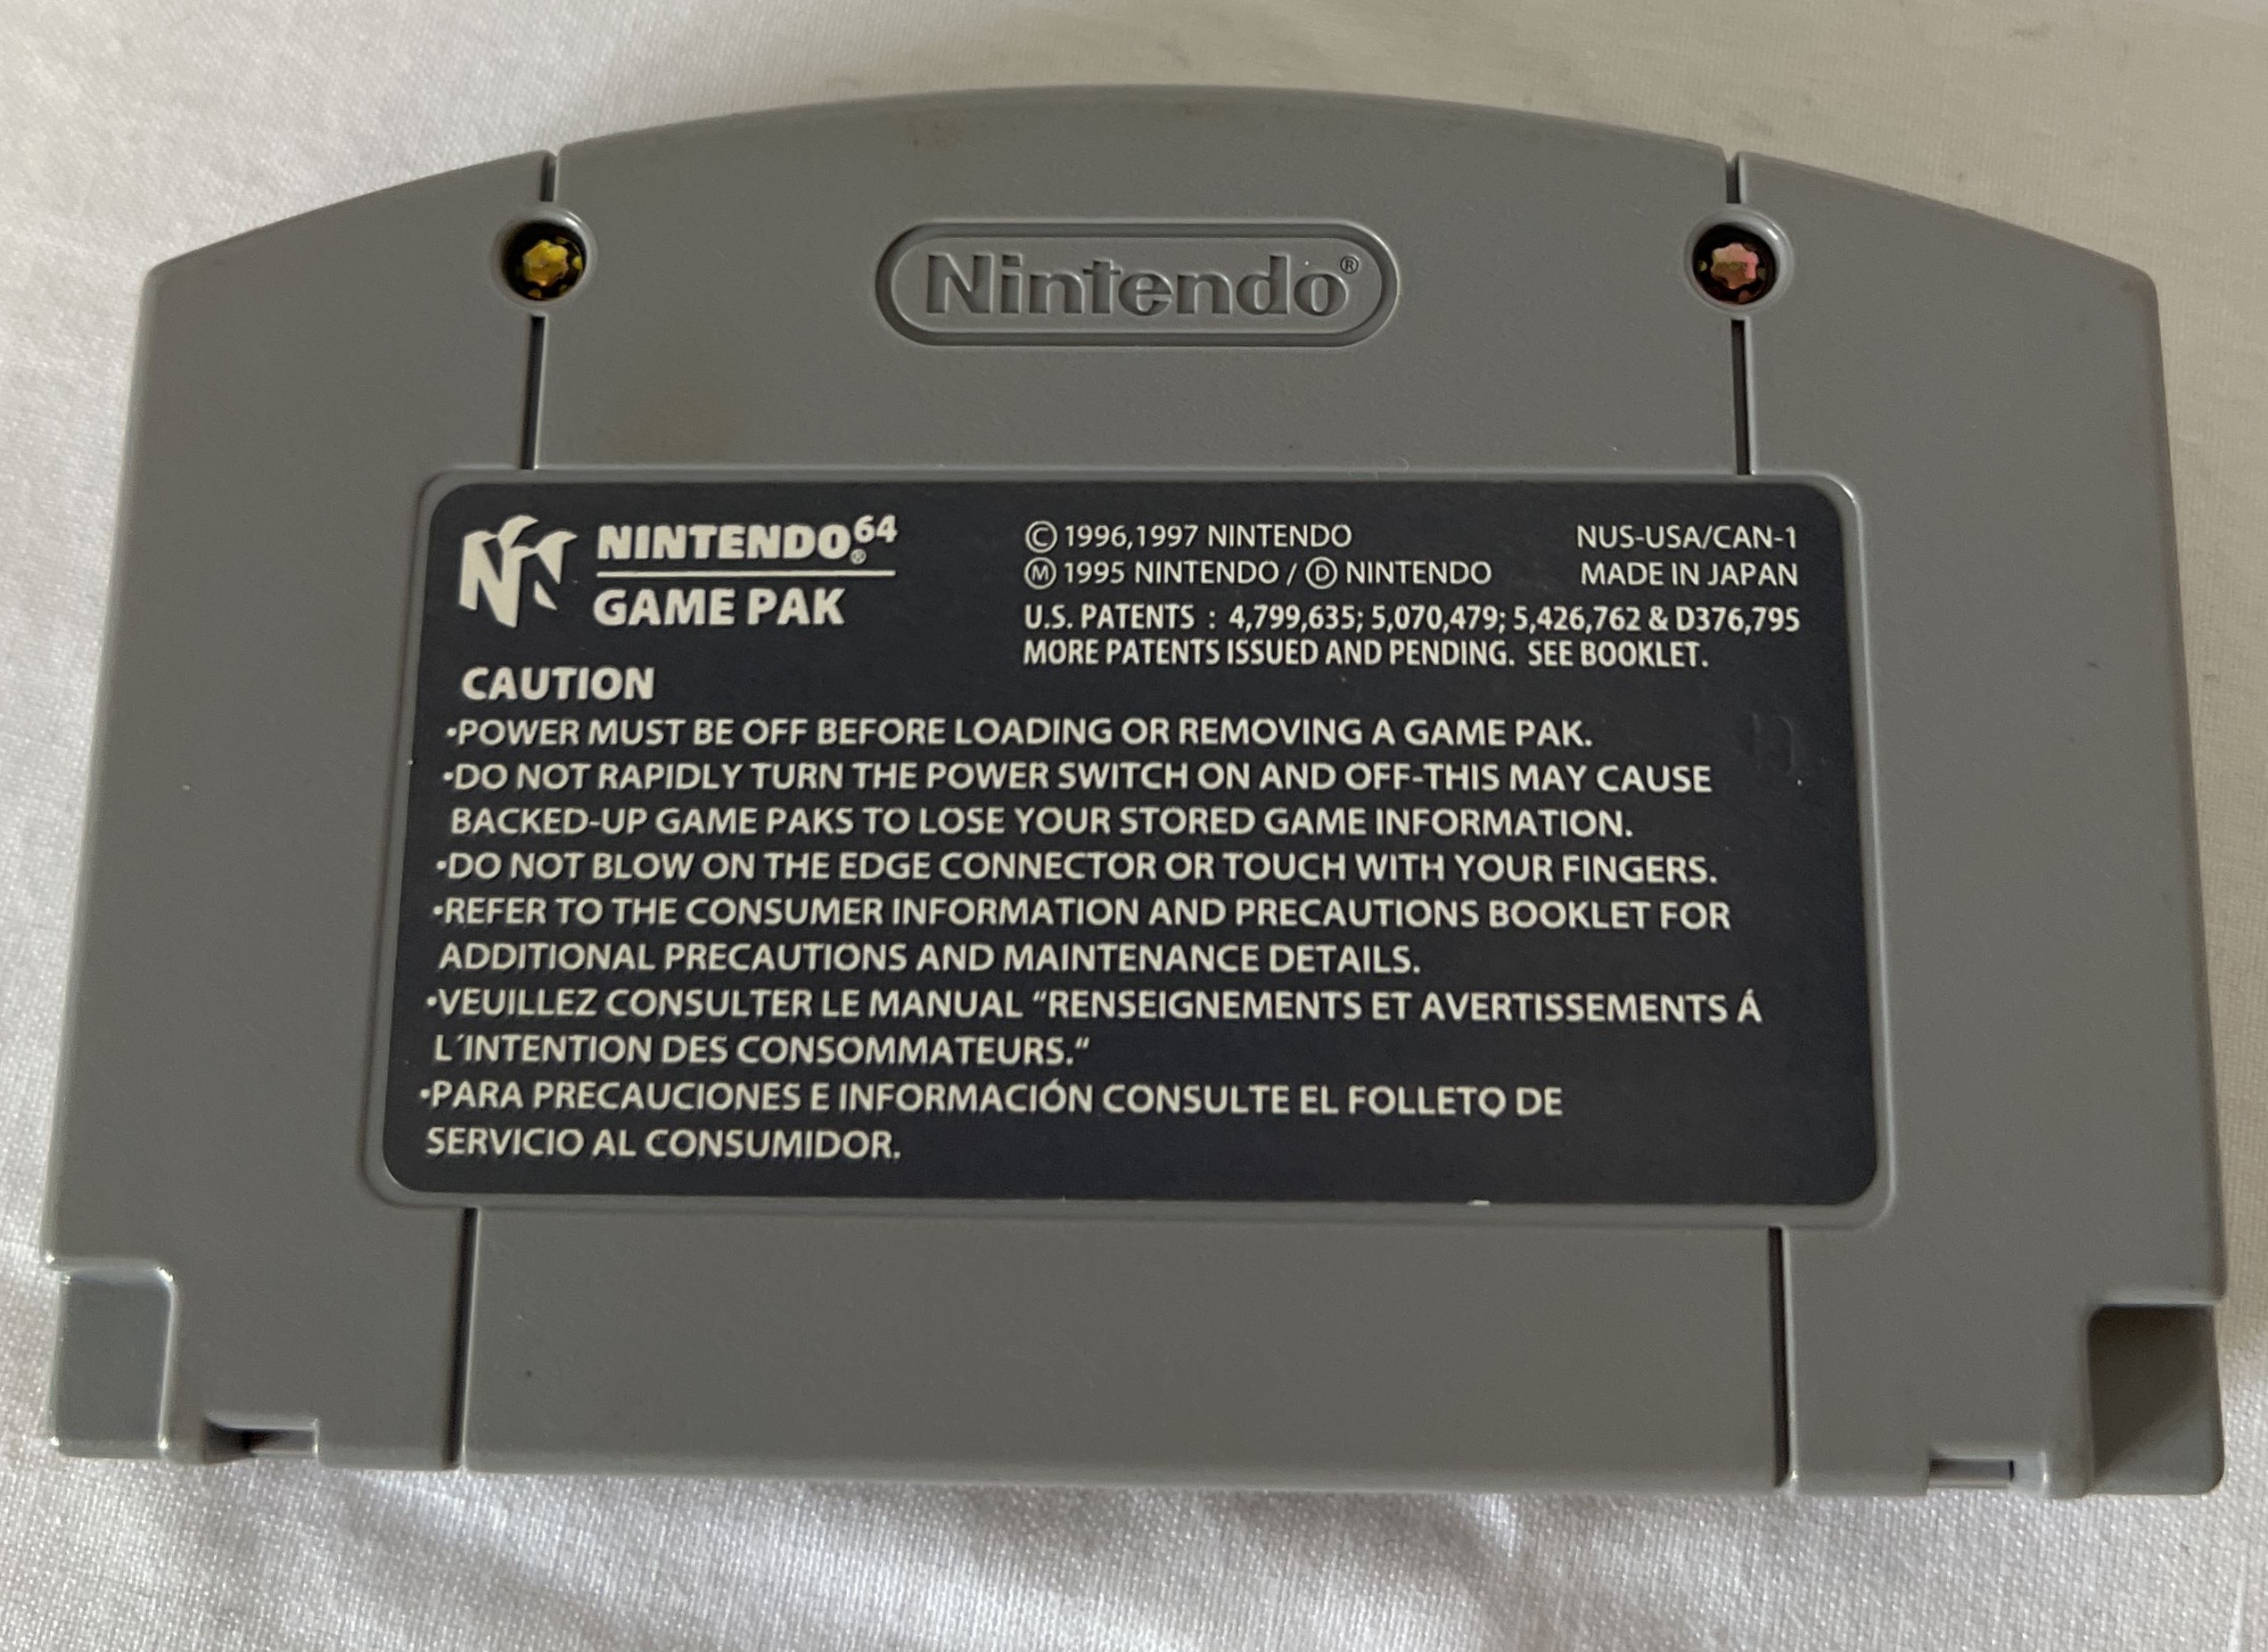 Nintendo®
NINTENDO64®
GAME PAK
© 1996,1997 NINTENDO
NUS-USA/CAN-1
Ⓜ 1995 NINTENDO / Ⓓ NINTENDO
MADE IN JAPAN
U.S. PATENTS : 4,799,635; 5,070,479; 5,426,762 & D376,795
MORE PATENTS ISSUED AND PENDING. SEE BOOKLET.
CAUTION
•POWER MUST BE OFF BEFORE LOADING OR REMOVING A GAME PAK.
•DO NOT RAPIDLY TURN THE POWER SWITCH ON AND OFF-THIS MAY CAUSE
BACKED-UP GAME PAKS TO LOSE YOUR STORED GAME INFORMATION.
•DO NOT BLOW ON THE EDGE CONNECTOR OR TOUCH WITH YOUR FINGERS.
•REFER TO THE CONSUMER INFORMATION AND PRECAUTIONS BOOKLET FOR
ADDITIONAL PRECAUTIONS AND MAINTENANCE DETAILS.
•VEUILLEZ CONSULTER LE MANUAL “RENSEIGNEMENTS ET AVERTISSEMENTS Á
L´INTENTION DES CONSOMMATEURS.“
•PARA PRECAUCIONES E INFORMACIÓN CONSULTE EL FOLLETO DE
SERVICIO AL CONSUMIDOR.